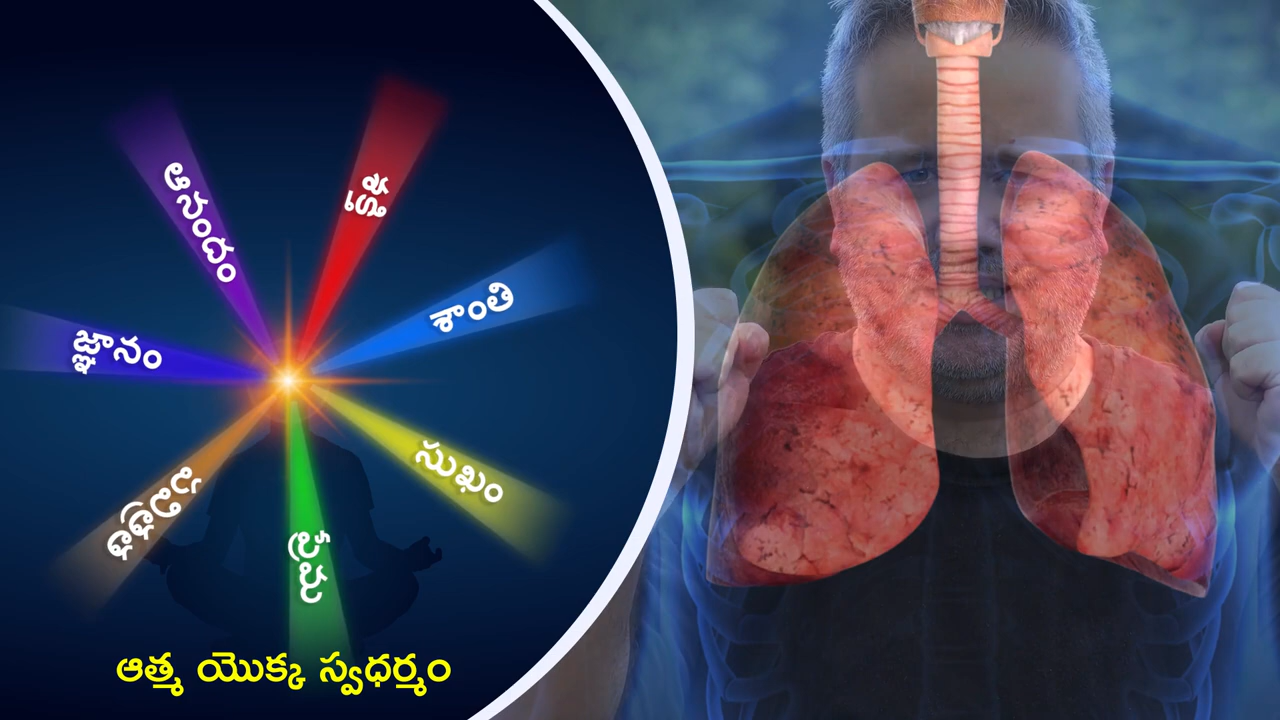 ఆనందం
శక్తి
శాంతి
జ్ఞానం
సుఖం
పవిత్రత
ప్రేమ
ఆత్మ యొక్క స్వధర్మం